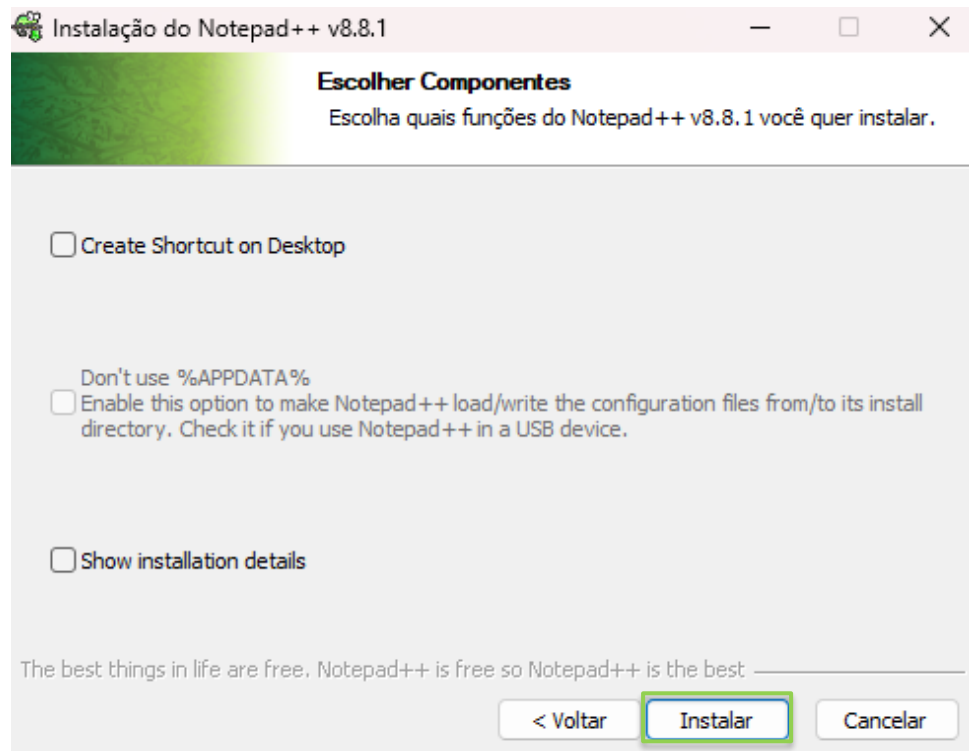 Instalação do Notepad++ v8.8.1
Escolher Componentes
Escolha quais funções do Notepad++ v8.8.1 você quer instalar.
Create Shortcut on Desktop
Don't use %APPDATA%
Enable this option to make Notepad++ load/write the configuration files from/to its install
directory. Check it if you use Notepad++ in a USB device.
Show installation details
The best things in life are free. Notepad++ is free so Notepad++ is the best
< Voltar
Instalar
Cancelar